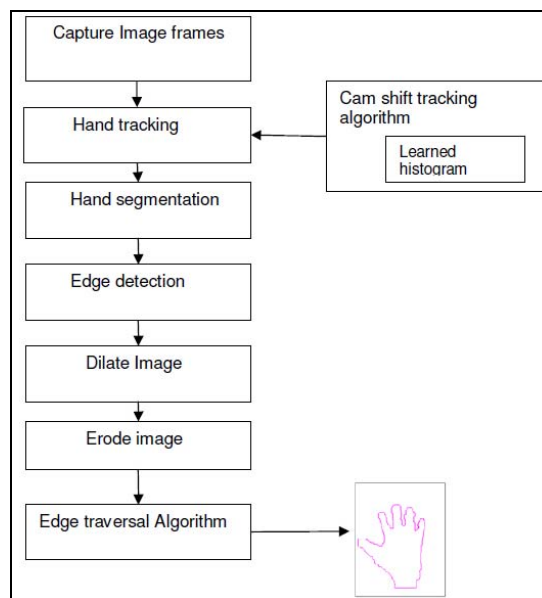 Capture Image frames
Hand tracking
Cam shift tracking
algorithm
Learned
histogram
Hand segmentation
Edge detection
Dilate Image
Erode image
Edge traversal Algorithm